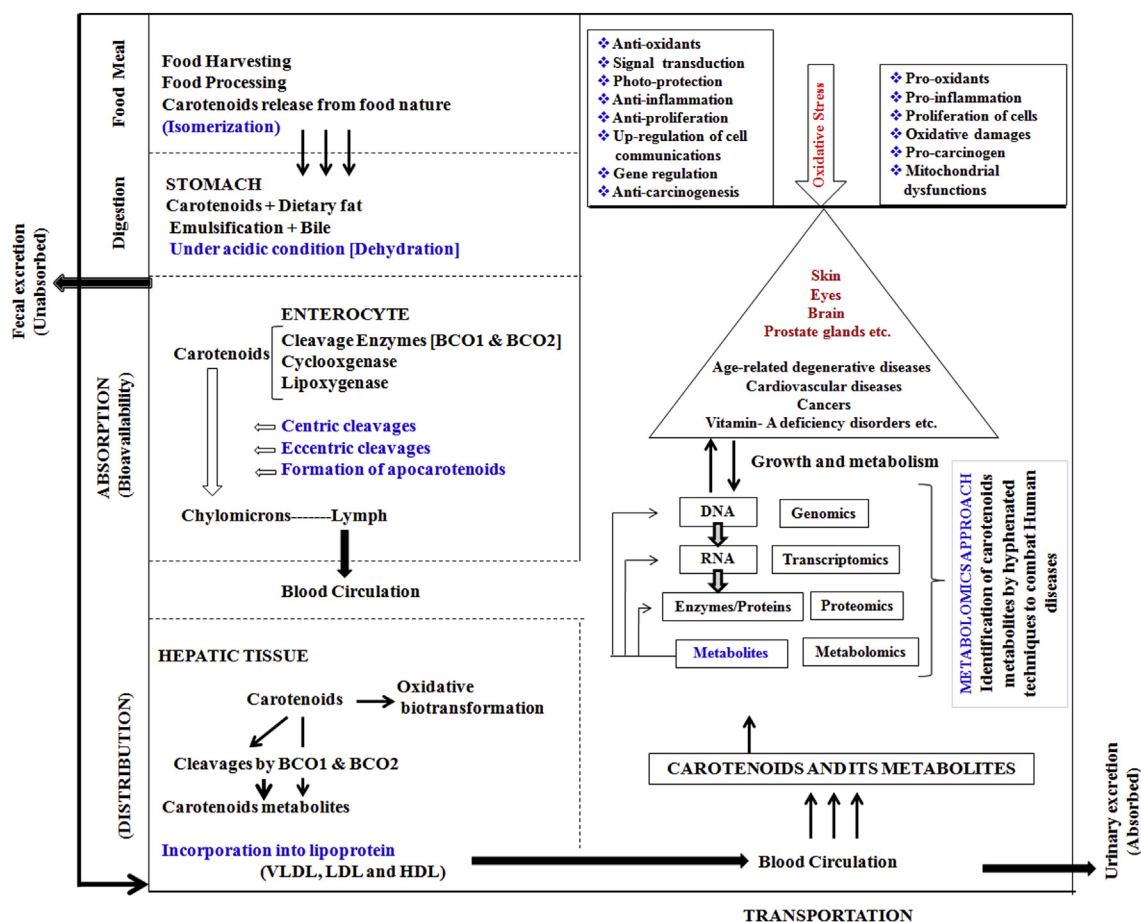 Food Meal
Food Harvesting
Food Processing
Carotenoids release from food nature
(Isomerization)
Digestion
STOMACH
Carotenoids + Dietary fat
Emulsification + Bile
Under acidic condition [Dehydration]
Fecal excretion
(Unabsorbed)
ABSORPTION
(Bioavailability)
ENTEROCYTE
Carotenoids
Cleavage Enzymes [BCO1 & BCO2]
Cyclooxgenase
Lipoxygenase
Centric cleavages
Eccentric cleavages
Formation of apocarotenoids
Chylomicrons-------Lymph
Blood Circulation
(DISTRIBUTION)
HEPATIC TISSUE
Carotenoids
Oxidative
biotransformation
Cleavages by BCO1 & BCO2
Carotenoids metabolites
Incorporation into lipoprotein
(VLDL, LDL and HDL)
Anti-oxidants
Signal transduction
Photo-protection
Anti-inflammation
Anti-proliferation
Up-regulation of cell
communications
Gene regulation
Anti-carcinogenesis
Oxidative Stress
Pro-oxidants
Pro-inflammation
Proliferation of cells
Oxidative damages
Pro-carcinogen
Mitochondrial
dysfunctions
Skin
Eyes
Brain
Prostate glands etc.
Age-related degenerative diseases
Cardiovascular diseases
Cancers
Vitamin- A deficiency disorders etc.
Growth and metabolism
DNA
Genomics
RNA
Transcriptomics
Enzymes/Proteins
Proteomics
Metabolites
Metabolomics
METABOLOMICS APPROACH
Identification of carotenoids
metabolites by hyphenated
techniques to combat Human
diseases
CAROTENOIDS AND ITS METABOLITES
Blood Circulation
Urinary excretion
(Absorbed)
TRANSPORTATION